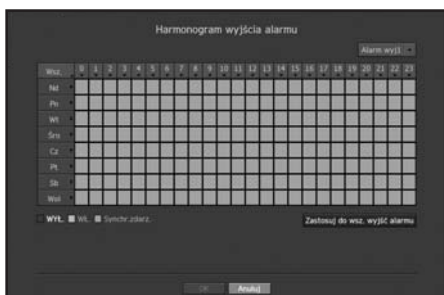 Harmonogram wyjścia alarmu
Alarm wyj1
Wsz. 0 1 2 3 4 5 6 7 8 9 10 11 12 13 14 15 16 17 18 19 20 21 22 23
Nd
Pn
Wt
Śro
Cz
Pt
Sb
Wol
WYŁ. WŁ. Synchr.zdarz.
Zastosuj do wsz. wyjść alarmu
OK Anuluj